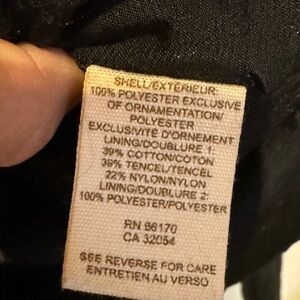 SHELL/EXTÉRIEUR:
100% POLYESTER EXCLUSIVE
OF ORNAMENTATION/
POLYESTER
EXCLUSIVITÉ D'ORNEMENT
LINING/DOUBLURE 1:
39% COTTON/COTON
39% TENCEL/TENCEL
22% NYLON/NYLON
LINING/DOUBLURE 2:
100% POLYESTER/POLYESTER
RN 86170
CA 32054
SEE REVERSE FOR CARE
ENTRETIEN AU VERSO